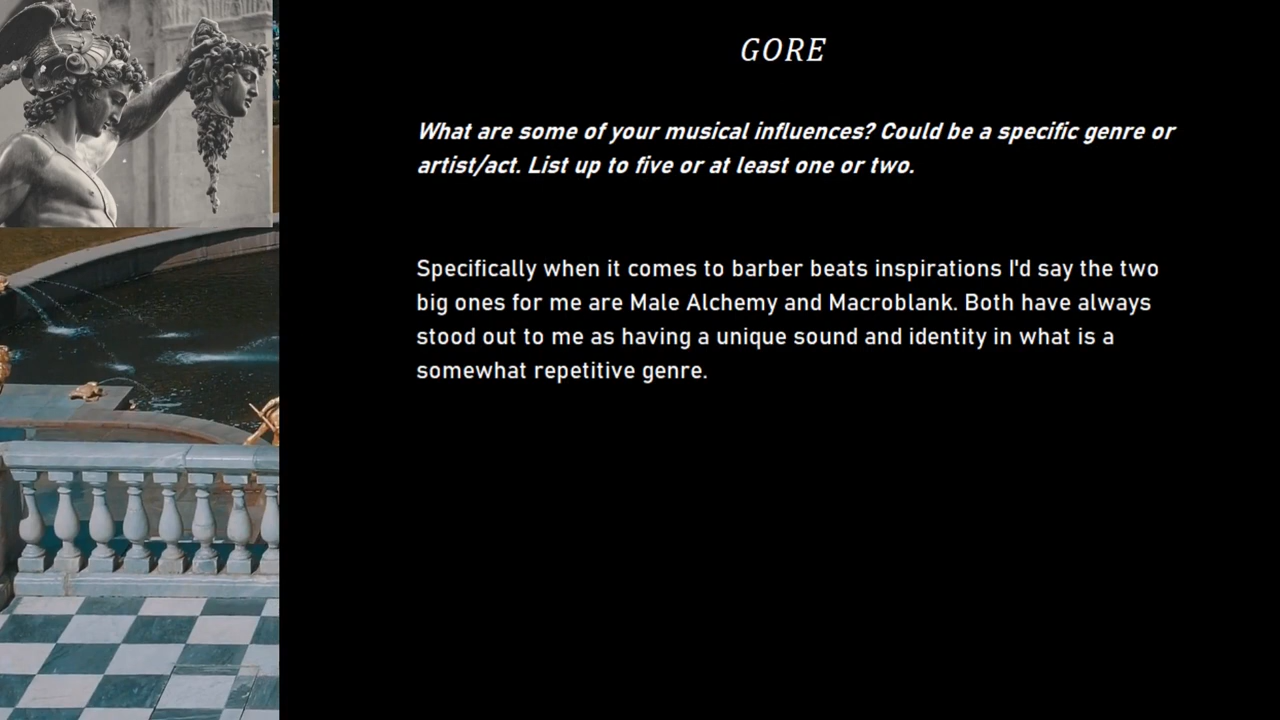 GORE
What are some of your musical influences? Could be a specific genre or
artist/act. List up to five or at least one or two.
Specifically when it comes to barber beats inspirations I'd say the two
big ones for me are Male Alchemy and Macroblank. Both have always
stood out to me as having a unique sound and identity in what is a
somewhat repetitive genre.